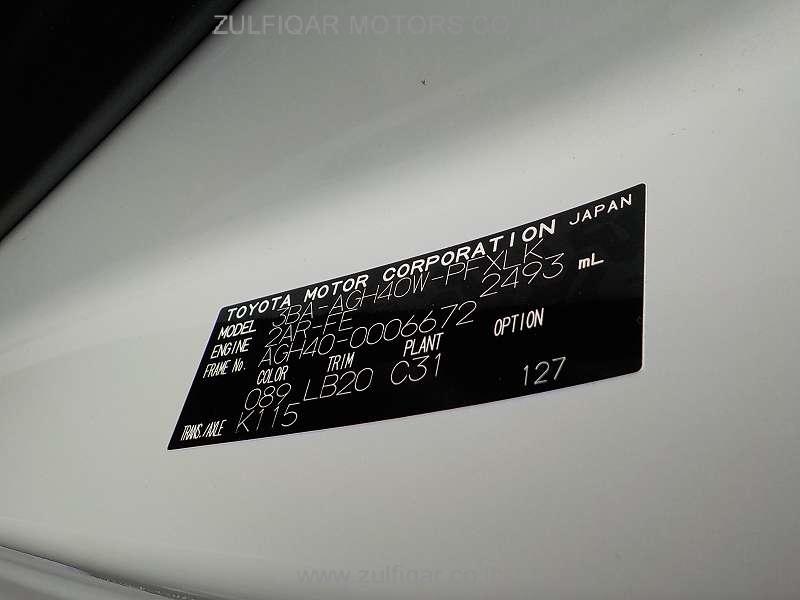 ZULFIQAR MOTORS CO
TOYOTA MOTOR CORPORATION JAPAN
MODEL 3BA-AGH40W-PFXLK
ENGINE 2AR-FE 2493 mL
FRAME No. AGH40-0006672
COLOR TRIM PLANT OPTION
089 LB20 C31 127
TRANS./AXLE K115
www.zulfiqar.co.jp